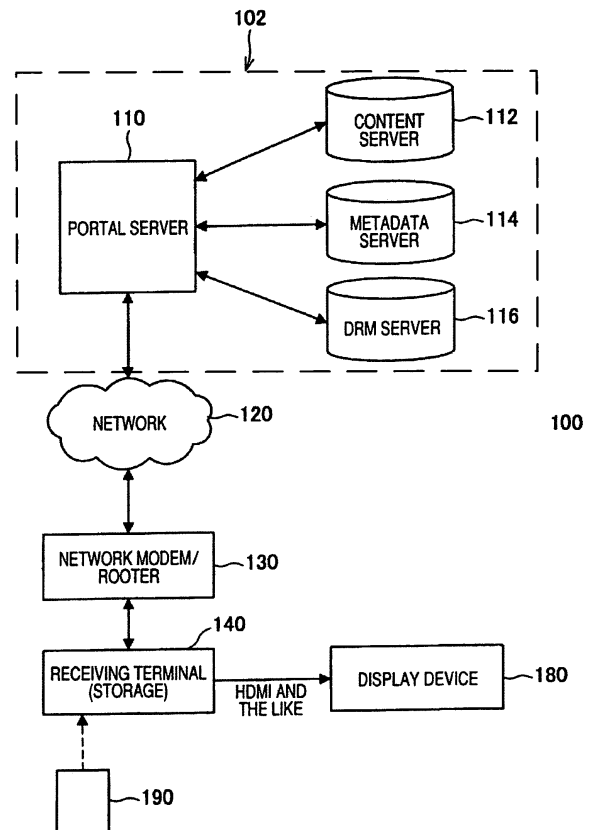 102
110
PORTAL SERVER
CONTENT
SERVER
112
METADATA
SERVER
114
DRM SERVER
116
NETWORK
120
100
NETWORK MODEM/
ROOTER
130
140
RECEIVING TERMINAL
(STORAGE)
HDMI AND
THE LIKE
DISPLAY DEVICE
180
190